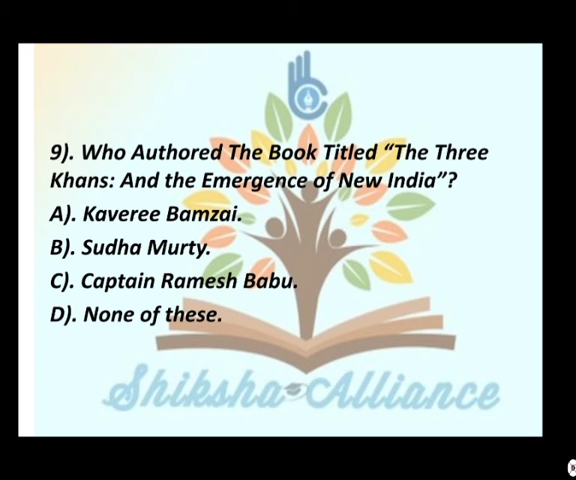 9). Who Authored The Book Titled “The Three
Khans: And the Emergence of New India”?
A). Kaveree Bamzai.
B). Sudha Murty.
C). Captain Ramesh Babu.
D). None of these.
Shiksha Alliance